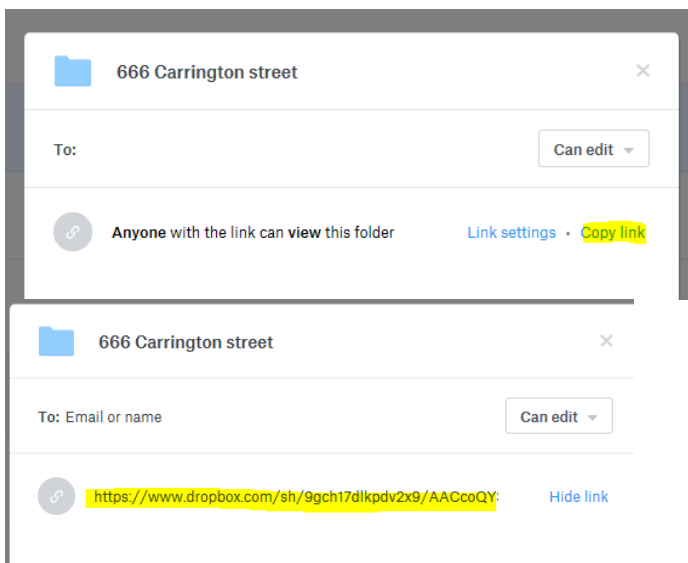 666 Carrington street
To: Can edit
Anyone with the link can view this folder Link settings • Copy link
666 Carrington street
To: Email or name Can edit
https://www.dropbox.com/sh/9gch17dlkpdv2x9/AACcoQY Hide link